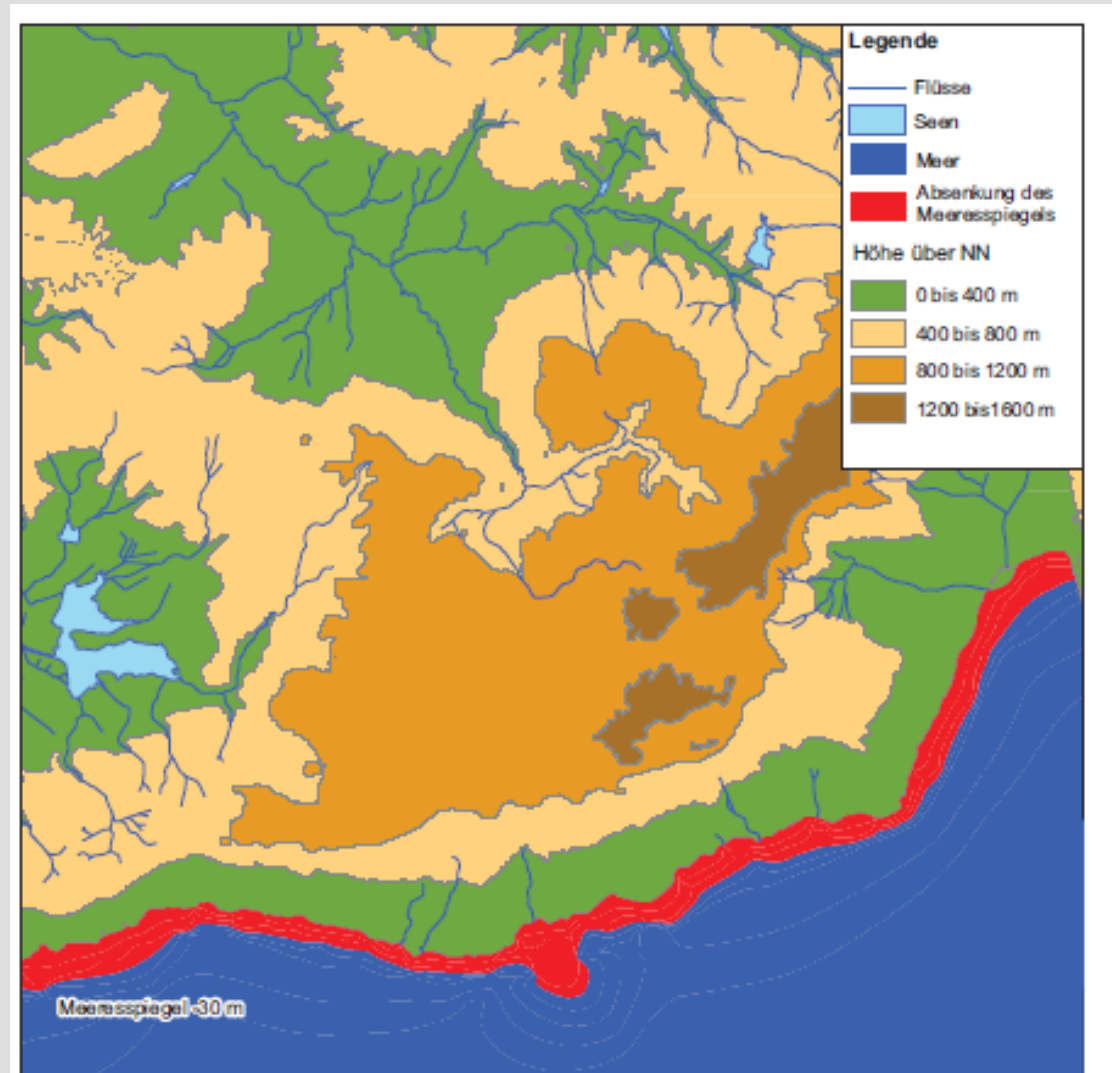 Legende
Flüsse
Seen
Meer
Absenkung des
Meeresspiegels
Höhe über NN
0 bis 400 m
400 bis 800 m
800 bis 1200 m
1200 bis1600 m
Meeresspiegel -30 m